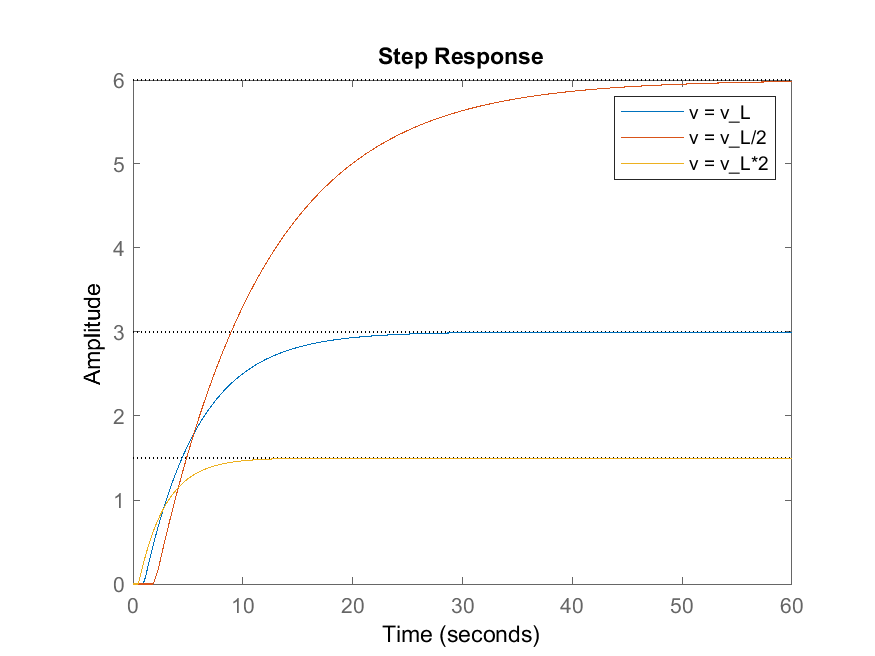 Step Response
6
5
4
3
2
1
0
Amplitude
v = v_L
v = v_L/2
v = v_L*2
0 10 20 30 40 50 60
Time (seconds)